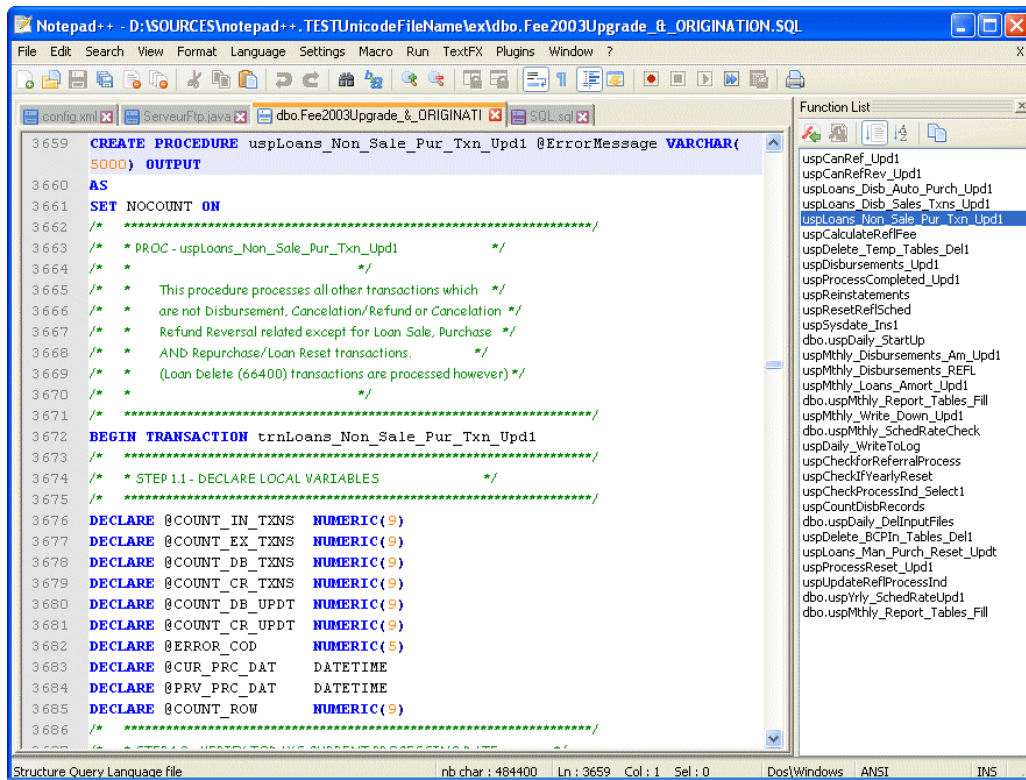 Notepad++ - D:\SOURCES\notepad++.TESTUnicodeFileName\ex\dbo.Fee2003Upgrade_&_ORIGINATION.SQL
File Edit Search View Format Language Settings Macro Run TextFX Plugins Window ? X
config.xml ServeurFtp.java dbo.Fee2003Upgrade_&_ORIGINATI SQL.sql
3659 CREATE PROCEDURE uspLoans_Non_Sale_Pur_Txn_Upd1 @ErrorMessage VARCHAR(
5000) OUTPUT
3660 AS
3661 SET NOCOUNT ON
3662 /* *********************************************************************/
3663 /* * PROC - uspLoans_Non_Sale_Pur_Txn_Upd1 */
3664 /* * */
3665 /* * This procedure processes all other transactions which */
3666 /* * are not Disbursement, Cancelation/Refund or Cancelation */
3667 /* * Refund Reversal related except for Loan Sale, Purchase */
3668 /* * AND Repurchase/Loan Reset transactions. */
3669 /* * (Loan Delete (66400) transactions are processed however) */
3670 /* * */
3671 /* *********************************************************************/
3672 BEGIN TRANSACTION trnLoans_Non_Sale_Pur_Txn_Upd1
3673 /* *********************************************************************/
3674 /* * STEP 1.1 - DECLARE LOCAL VARIABLES */
3675 /* *********************************************************************/
3676 DECLARE @COUNT_IN_TXNS NUMERIC(9)
3677 DECLARE @COUNT_EX_TXNS NUMERIC(9)
3678 DECLARE @COUNT_DB_TXNS NUMERIC(9)
3679 DECLARE @COUNT_CR_TXNS NUMERIC(9)
3680 DECLARE @COUNT_DB_UPDT NUMERIC(9)
3681 DECLARE @COUNT_CR_UPDT NUMERIC(9)
3682 DECLARE @ERROR_COD NUMERIC(5)
3683 DECLARE @CUR_PRC_DAT DATETIME
3684 DECLARE @PRV_PRC_DAT DATETIME
3685 DECLARE @COUNT_ROW NUMERIC(9)
3686 /* *********************************************************************/
Function List
uspCanRef_Upd1
uspCanRefRev_Upd1
uspLoans_Disb_Auto_Purch_Upd1
uspLoans_Disb_Sales_Txns_Upd1
uspLoans_Non_Sale_Pur_Txn_Upd1
uspCalculateReflFee
uspDelete_Temp_Tables_Del1
uspDisbursements_Upd1
uspProcessCompleted_Upd1
uspReinstatements
uspResetReflSched
uspSysdate_Ins1
dbo.uspDaily_StartUp
uspMthly_Disbursements_Am_Upd1
uspMthly_Disbursements_REFL
uspMthly_Loans_Amort_Upd1
dbo.uspMthly_Report_Tables_Fill
uspMthly_Write_Down_Upd1
dbo.uspMthly_SchedRateCheck
uspDaily_WriteToLog
uspCheckforReferralProcess
uspCheckIfYearlyReset
uspCheckProcessInd_Select1
uspCountDisbRecords
dbo.uspDaily_DelInputFiles
uspDelete_BCPIn_Tables_Del1
uspLoans_Man_Purch_Reset_Updt
uspProcessReset_Upd1
uspUpdateReflProcessInd
dbo.uspYrly_SchedRateUpd1
dbo.uspMthly_Report_Tables_Fill
Structure Query Language file nb char : 484400 Ln : 3659 Col : 1 Sel : 0 Dos\Windows ANSI INS